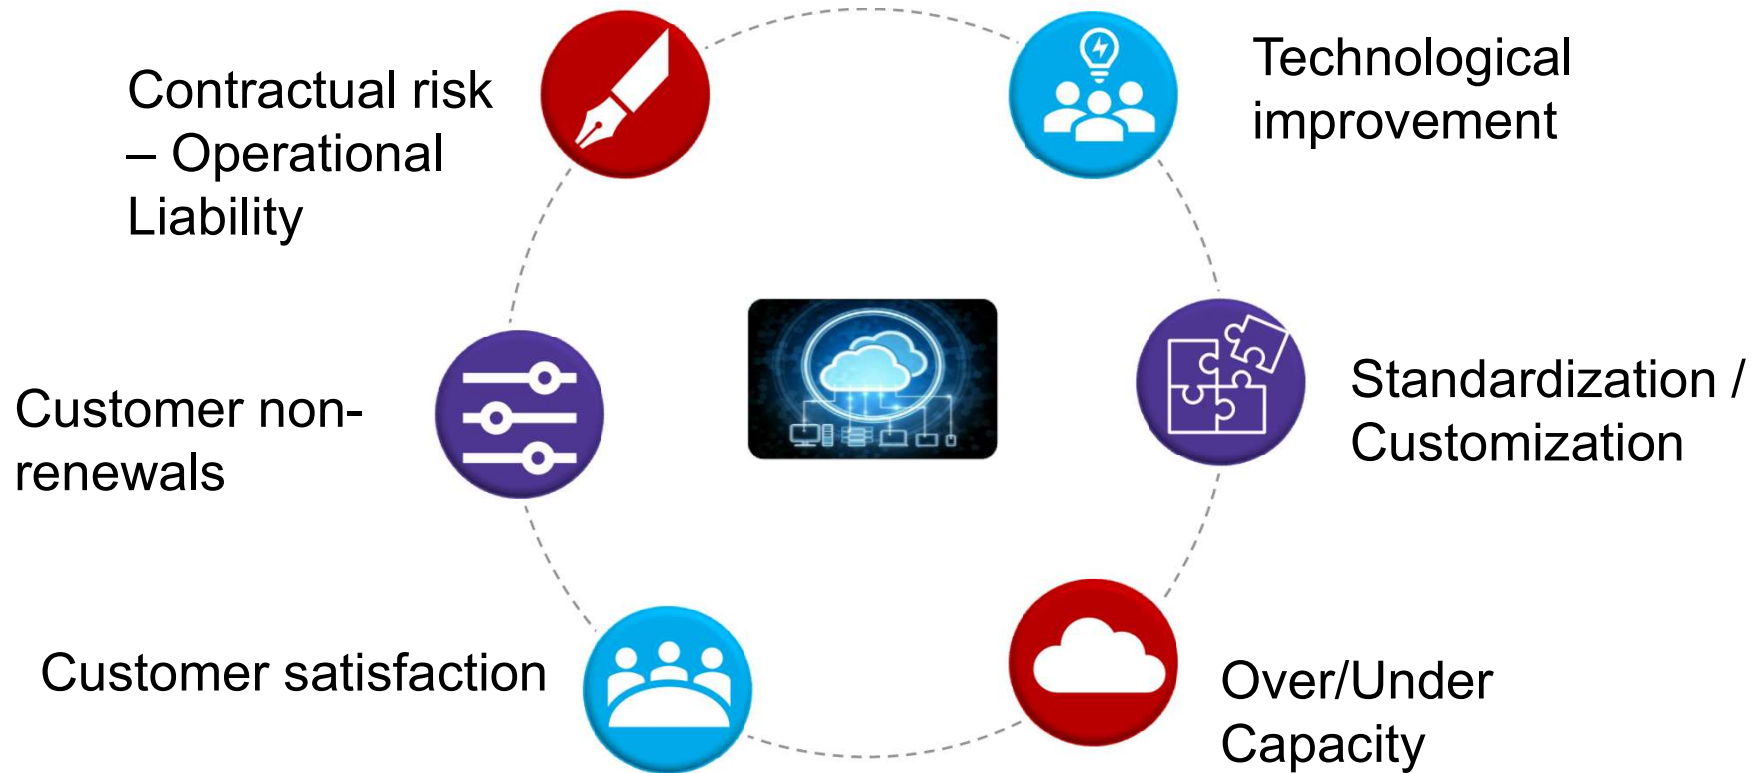 Contractual risk
– Operational
Liability
Technological
improvement
Customer non-
renewals
Standardization /
Customization
Customer satisfaction
Over/Under
Capacity